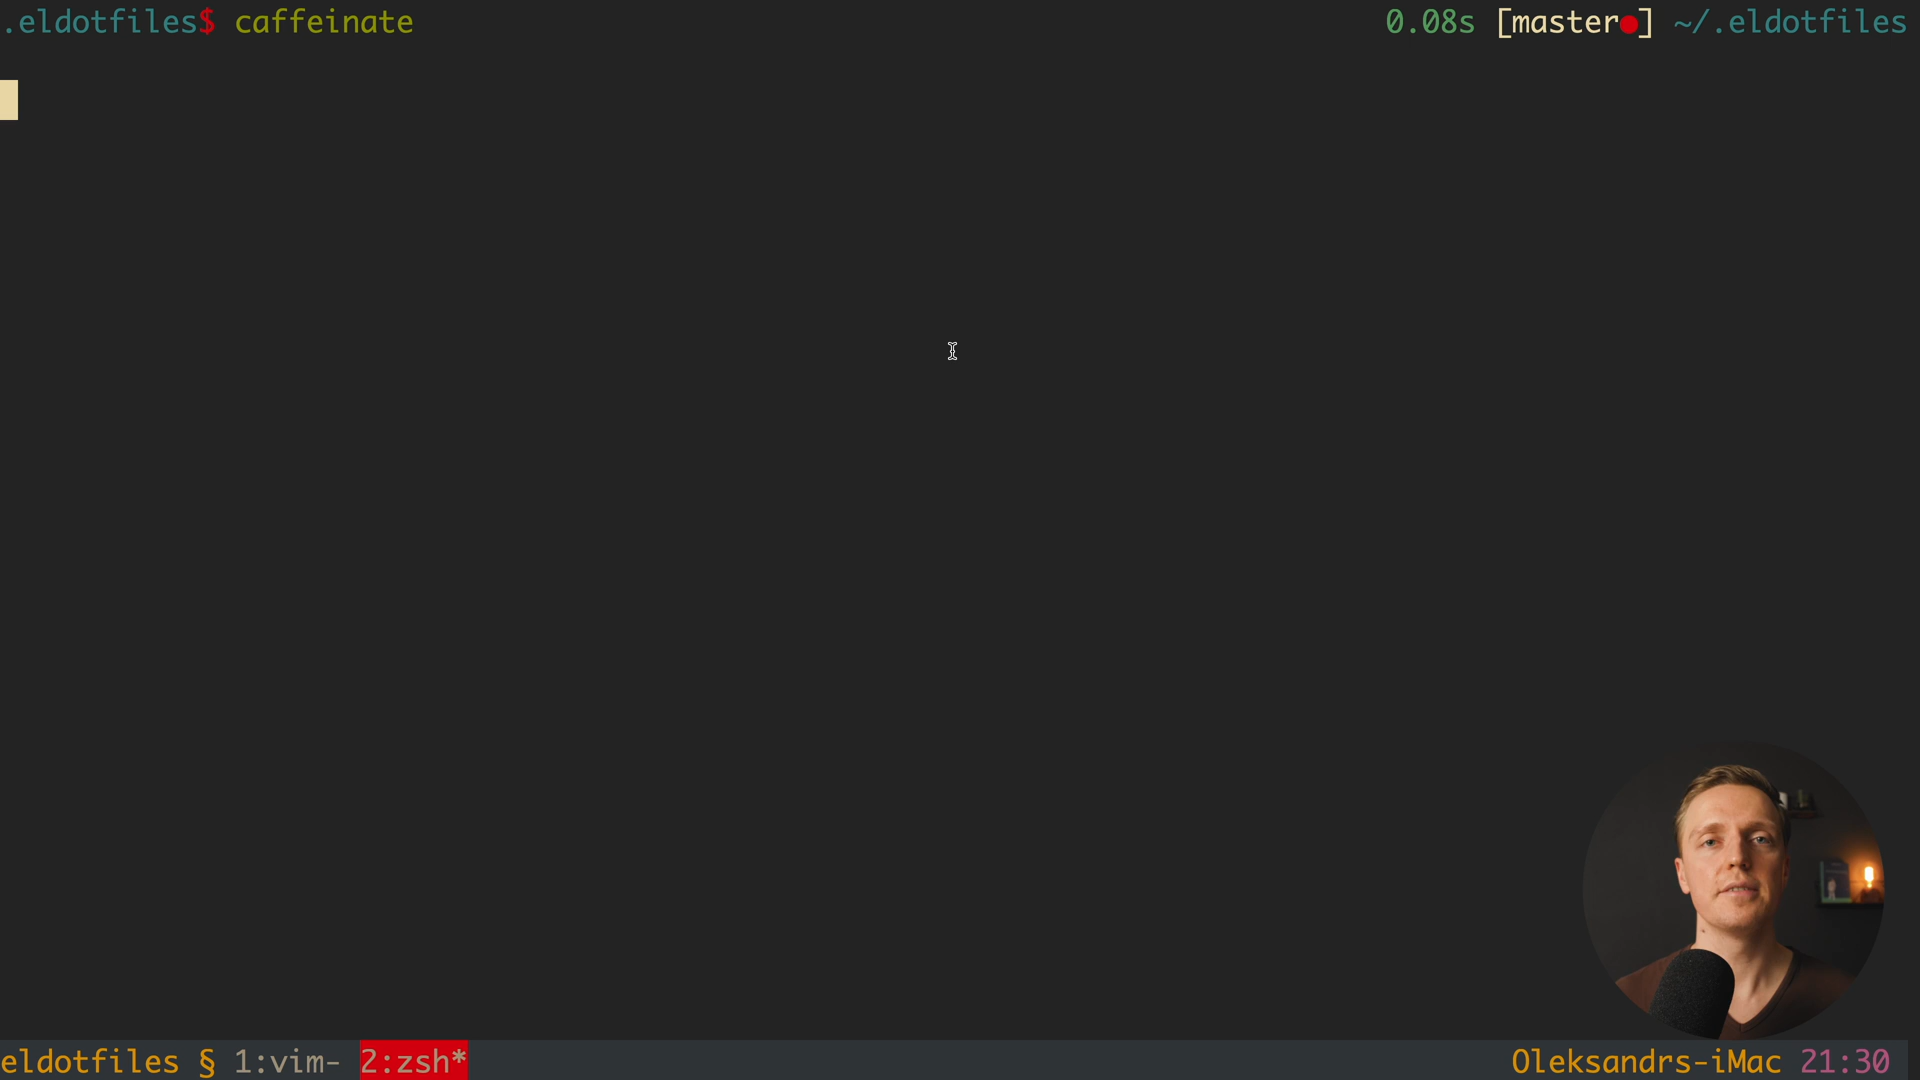 .eldotfiles$ caffeinate 0.08s [master●] ~/.eldotfiles
eldotfiles § 1:vim- 2:zsh* Oleksandrs-iMac 21:30